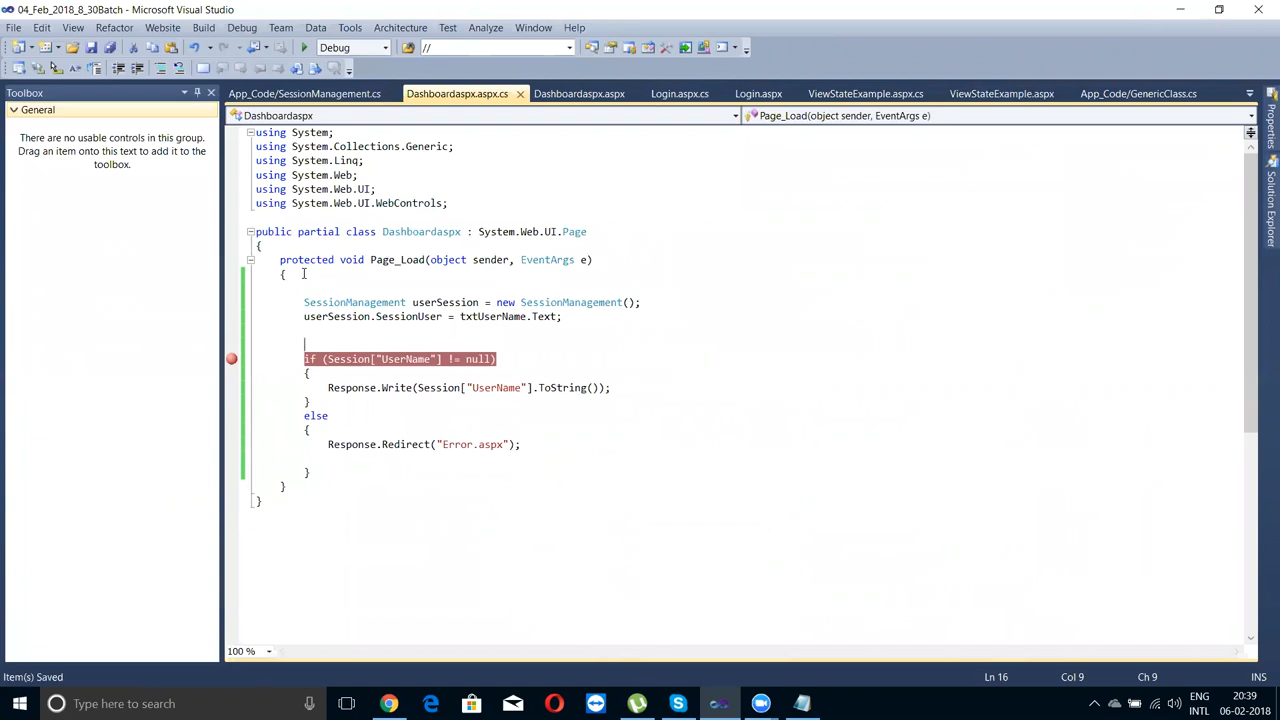 04_Feb_2018_8_30Batch - Microsoft Visual Studio
File Edit View Refactor Website Build Debug Team Data Tools Architecture Test Analyze Window Help
Debug //
Toolbox
General
There are no usable controls in this group.
Drag an item onto this text to add it to the
toolbox.
App_Code/SessionManagement.cs Dashboardaspx.aspx.cs Dashboardaspx.aspx Login.aspx.cs Login.aspx ViewStateExample.aspx.cs ViewStateExample.aspx App_Code/GenericClass.cs
Dashboardaspx Page_Load(object sender, EventArgs e)
using System;
using System.Collections.Generic;
using System.Linq;
using System.Web;
using System.Web.UI;
using System.Web.UI.WebControls;
public partial class Dashboardaspx : System.Web.UI.Page
{
protected void Page_Load(object sender, EventArgs e)
{
SessionManagement userSession = new SessionManagement();
userSession.SessionUser = txtUserName.Text;
if (Session["UserName"] != null)
{
Response.Write(Session["UserName"].ToString());
}
else
{
Response.Redirect("Error.aspx");
}
}
}
Properties
Solution Explorer
100 %
Item(s) Saved Ln 16 Col 9 Ch 9 INS
Type here to search
ENG
INTL
20:39
06-02-2018